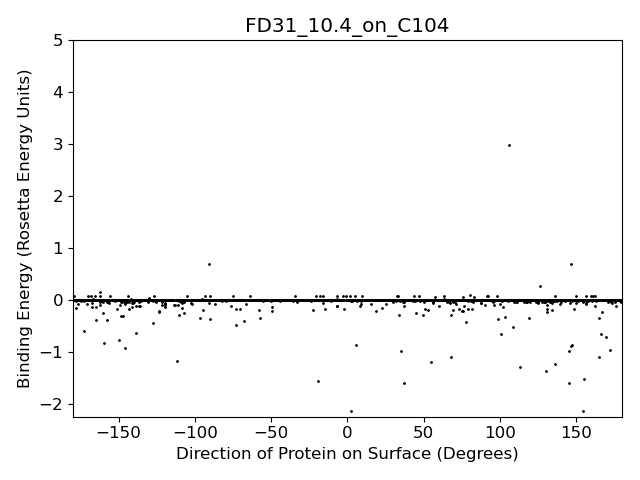 FD31_10.4_on_C104
5
4
3
2
1
0
−1
−2
Binding Energy (Rosetta Energy Units)
−150 −100 −50 0 50 100 150
Direction of Protein on Surface (Degrees)